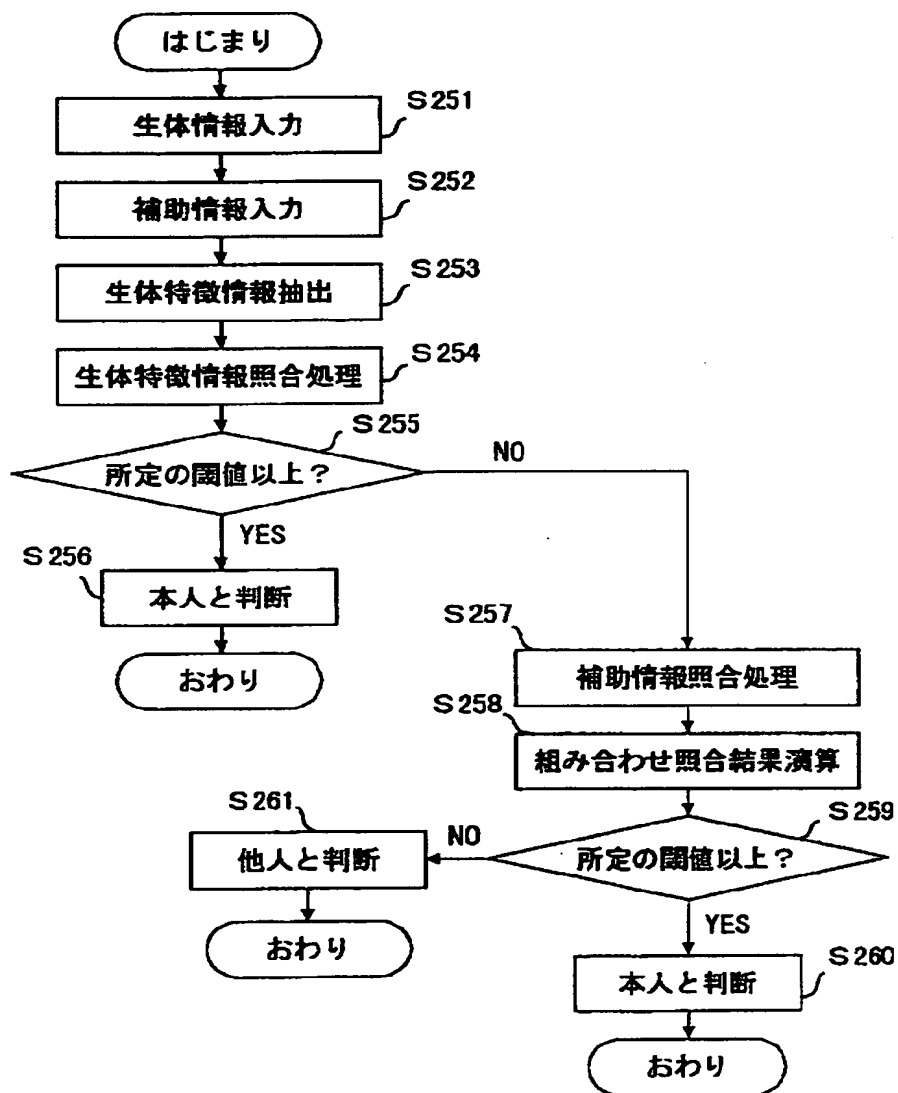 はじまり
S251
生体情報入力
S252
補助情報入力
S253
生体特徴情報抽出
S254
生体特徴情報照合処理
S255
所定の閾値以上？
NO
YES
S256
本人と判断
おわり
S257
補助情報照合処理
S258
組み合わせ照合結果演算
S259
所定の閾値以上？
NO
S261
他人と判断
おわり
YES
S260
本人と判断
おわり